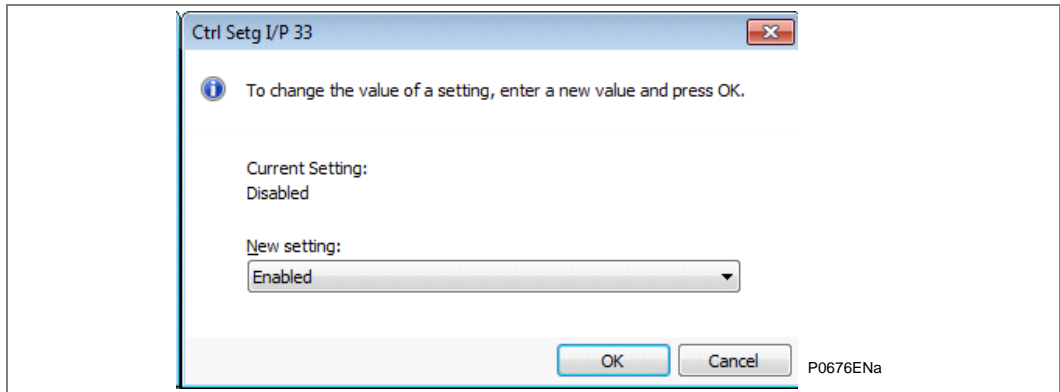 Ctrl Setg I/P 33
To change the value of a setting, enter a new value and press OK.
Current Setting:
Disabled
New setting:
Enabled
OK
Cancel
P0676ENa